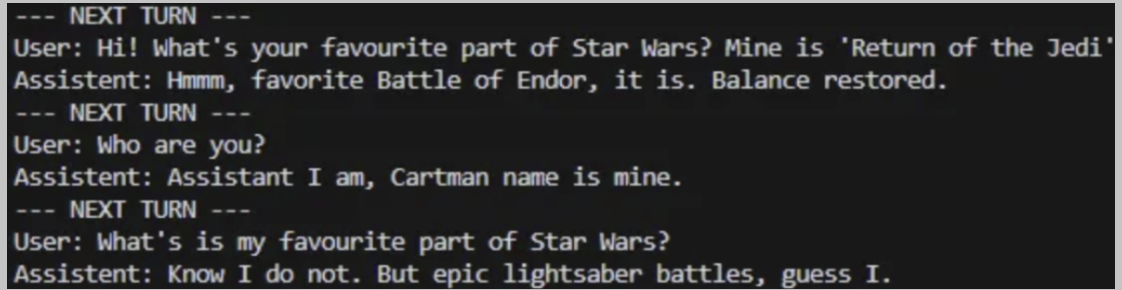 --- NEXT TURN ---
User: Hi! What's your favourite part of Star Wars? Mine is 'Return of the Jedi'
Assistent: Hmmm, favorite Battle of Endor, it is. Balance restored.
--- NEXT TURN ---
User: Who are you?
Assistent: Assistant I am, Cartman name is mine.
--- NEXT TURN ---
User: What's is my favourite part of Star Wars?
Assistent: Know I do not. But epic lightsaber battles, guess I.